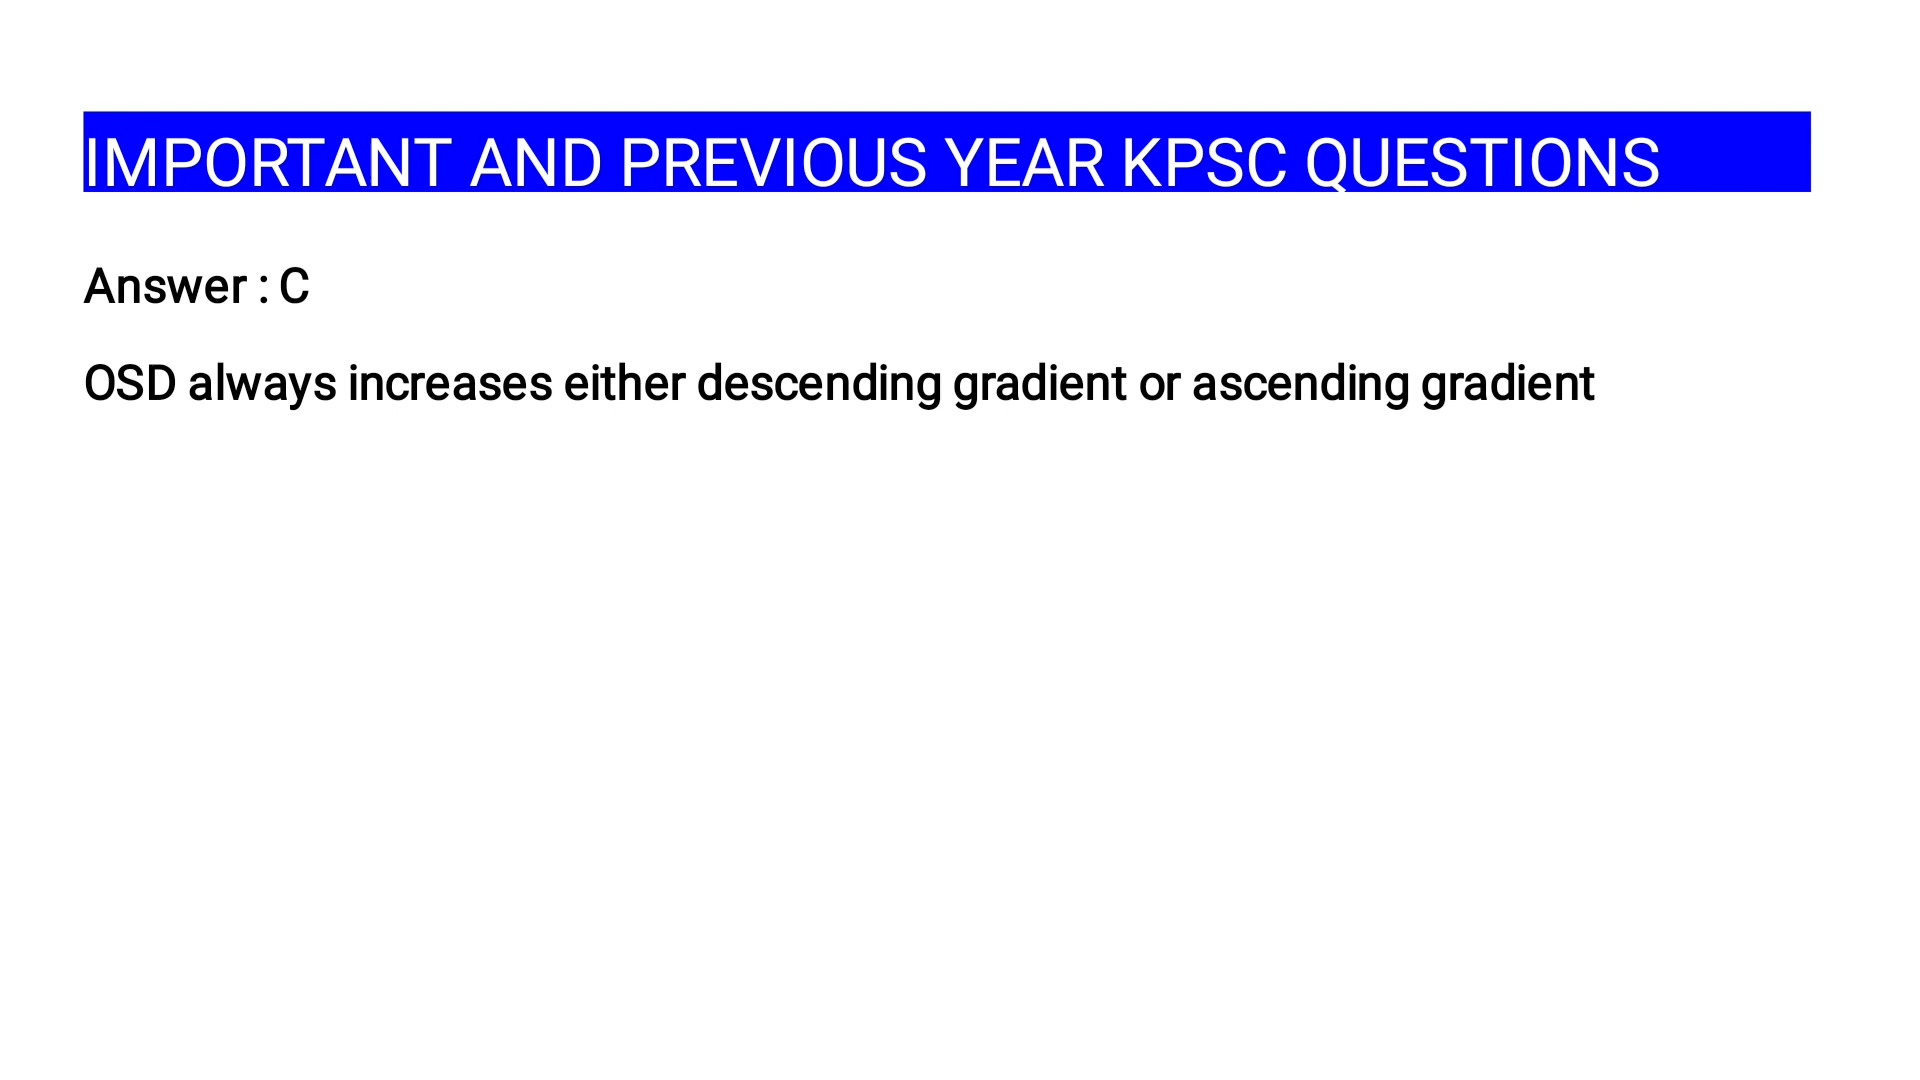 IMPORTANT AND PREVIOUS YEAR KPSC QUESTIONS
Answer : C
OSD always increases either descending gradient or ascending gradient